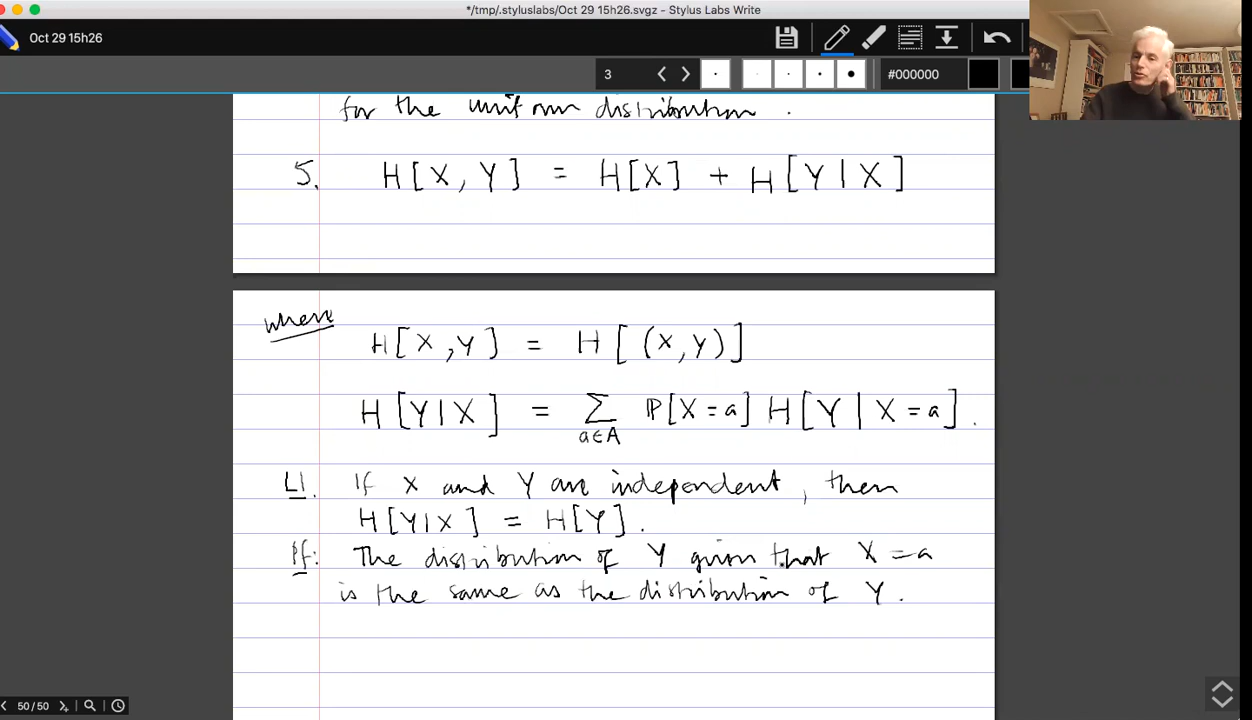 */tmp/.styluslabs/Oct 29 15h26.svgz - Stylus Labs Write
Oct 29 15h26
3
#000000
for the uniform distribution.
5. H[X, Y] = H[X] + H[Y | X]
where
H[X, Y] = H[(X, Y)]
H[Y | X] = ∑ ℙ[X = a] H[Y | X = a].
a∈A
L1. If X and Y are independent, then
H[Y | X] = H[Y].
Pf: The distribution of Y given that X = a
is the same as the distribution of Y.
50/50